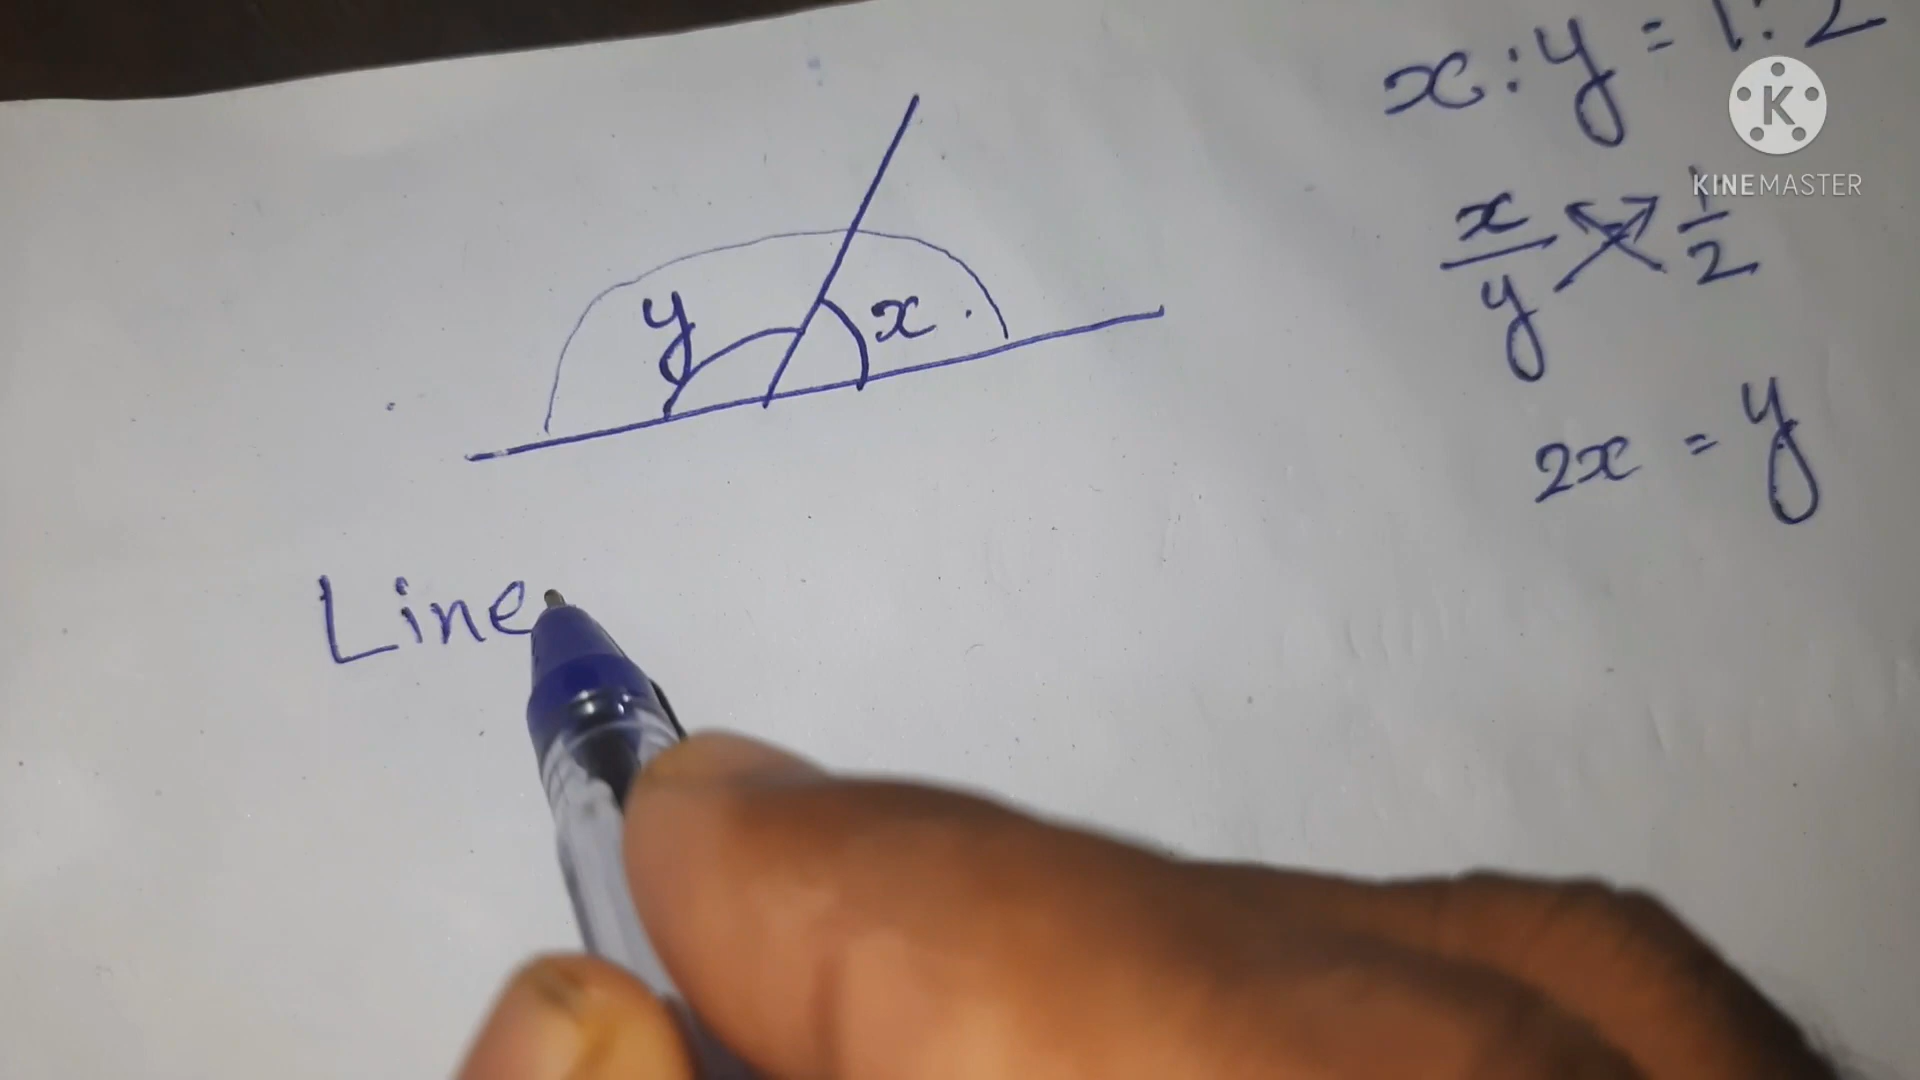 x : y = 1 : 2
K
KINEMASTER
x/y 1/2
y x
2x = y
Line